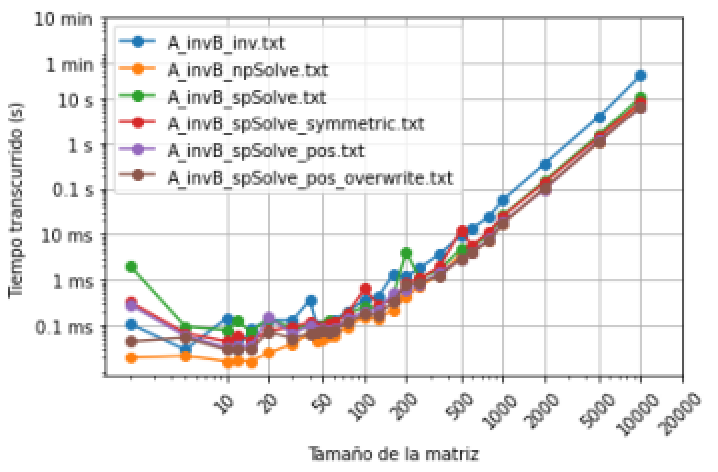 10 min
1 min
10 s
1 s
0.1 s
10 ms
1 ms
0.1 ms
Tiempo transcurrido (s)
A_invB_inv.txt
A_invB_npSolve.txt
A_invB_spSolve.txt
A_invB_spSolve_symmetric.txt
A_invB_spSolve_pos.txt
A_invB_spSolve_pos_overwrite.txt
10
20
50
100
200
500
1000
2000
5000
10000
20000
Tamaño de la matriz